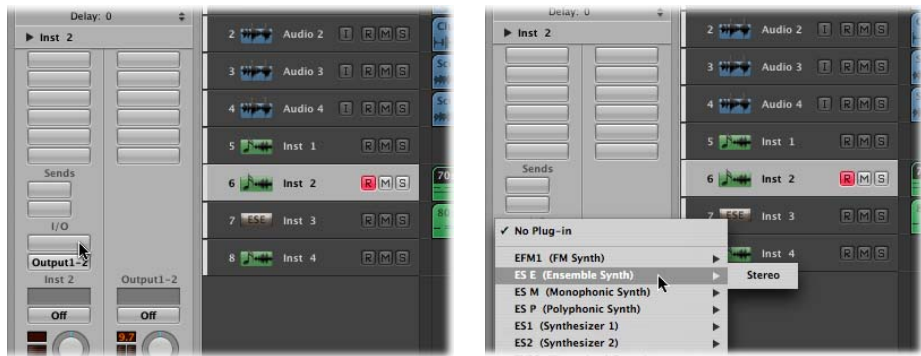 Delay: 0
Inst 2
2 Audio 2 I R M S
3 Audio 3 I R M S
4 Audio 4 I R M S
5 Inst 1 R M S
Sends
6 Inst 2 R M S
I/O
7 ESE Inst 3 R M S
Output1-2
8 Inst 4 R M S
Inst 2 Output1-2
Off Off
9.7
Delay: 0
Inst 2
2 Audio 2 I R M S
3 Audio 3 I R M S
4 Audio 4 I R M S
5 Inst 1 R M S
Sends
6 Inst 2 R M S
7 ESE Inst 3 R M S
✓ No Plug-in
Inst 4 R M S
EFM1 (FM Synth)
ES E (Ensemble Synth) Stereo
ES M (Monophonic Synth)
ES P (Polyphonic Synth)
ES1 (Synthesizer 1)
ES2 (Synthesizer 2)